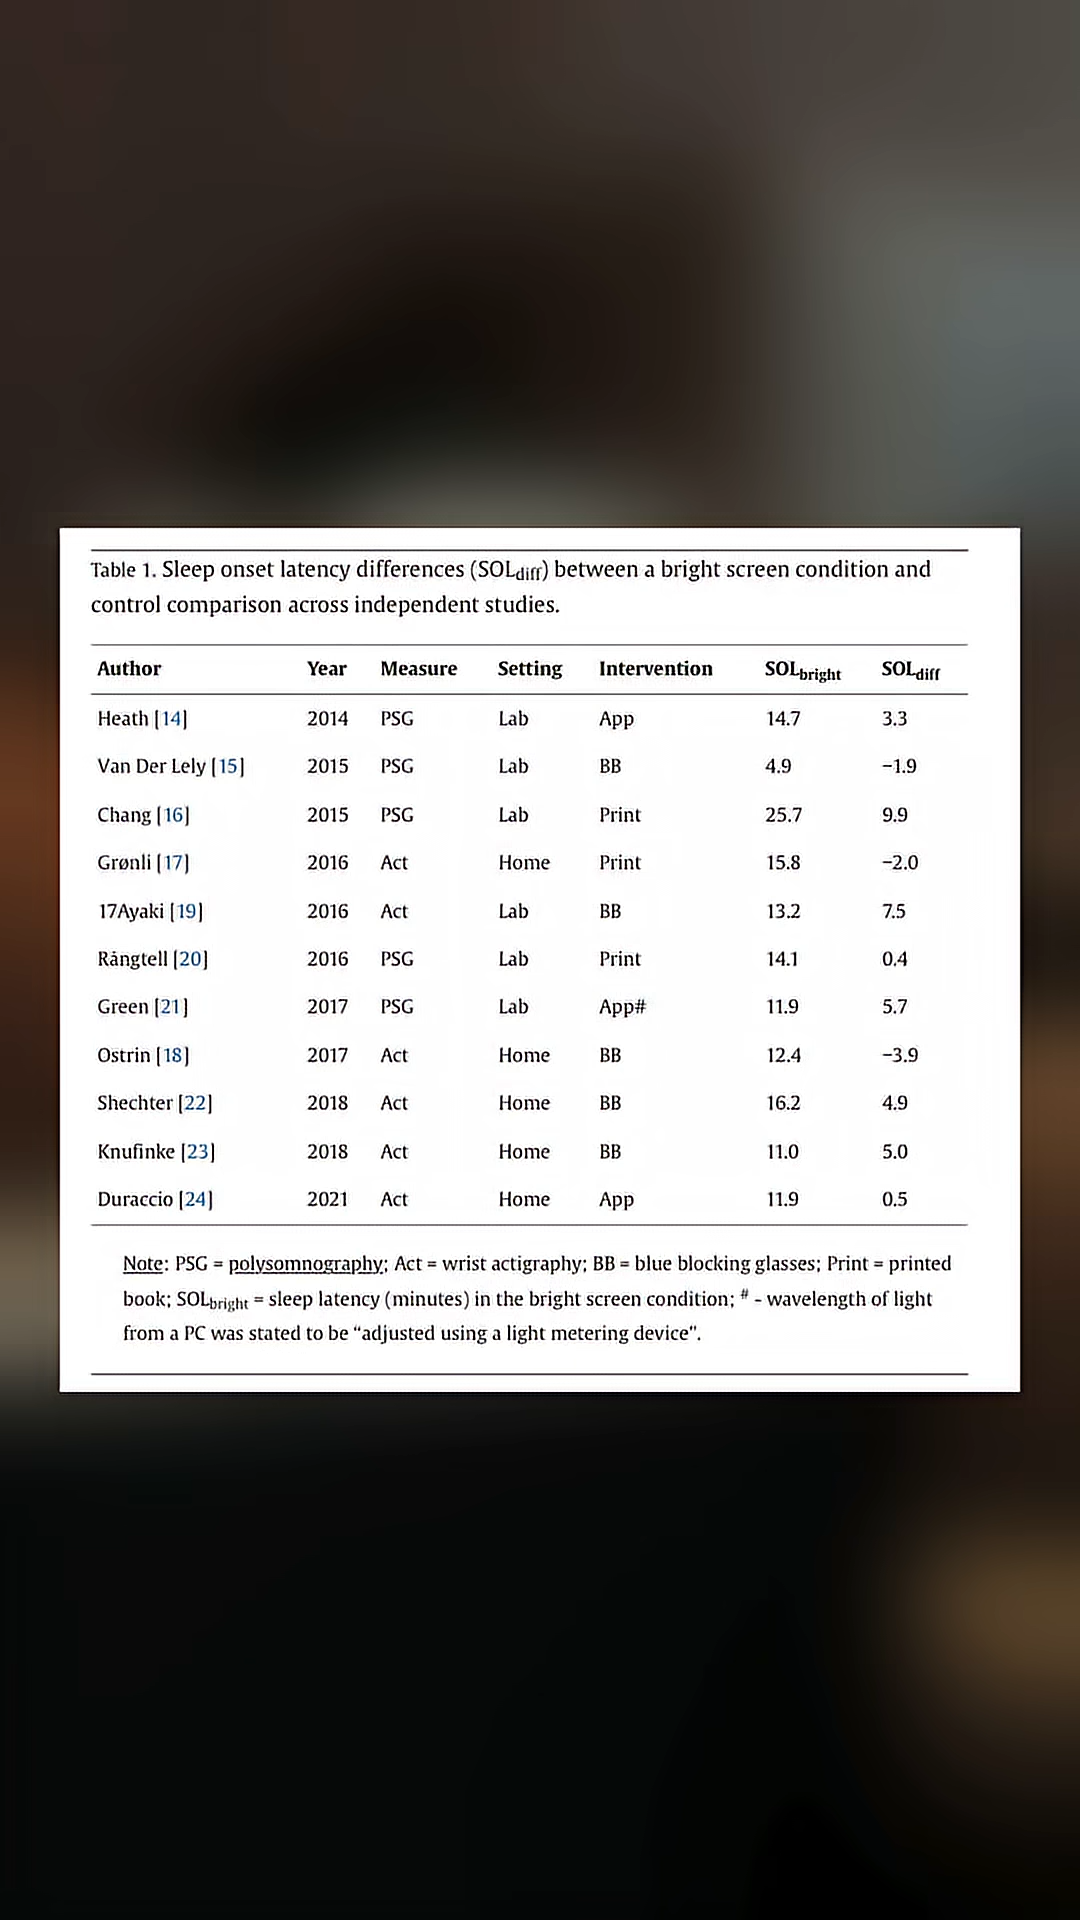 Table 1. Sleep onset latency differences (SOLdiff) between a bright screen condition and
control comparison across independent studies.
Author Year Measure Setting Intervention SOLbright SOLdiff
Heath [14] 2014 PSG Lab App 14.7 3.3
Van Der Lely [15] 2015 PSG Lab BB 4.9 −1.9
Chang [16] 2015 PSG Lab Print 25.7 9.9
Grønli [17] 2016 Act Home Print 15.8 −2.0
17Ayaki [19] 2016 Act Lab BB 13.2 7.5
Rångtell [20] 2016 PSG Lab Print 14.1 0.4
Green [21] 2017 PSG Lab App# 11.9 5.7
Ostrin [18] 2017 Act Home BB 12.4 −3.9
Shechter [22] 2018 Act Home BB 16.2 4.9
Knufinke [23] 2018 Act Home BB 11.0 5.0
Duraccio [24] 2021 Act Home App 11.9 0.5
Note: PSG = polysomnography; Act = wrist actigraphy; BB = blue blocking glasses; Print = printed
book; SOLbright = sleep latency (minutes) in the bright screen condition; # - wavelength of light
from a PC was stated to be “adjusted using a light metering device”.